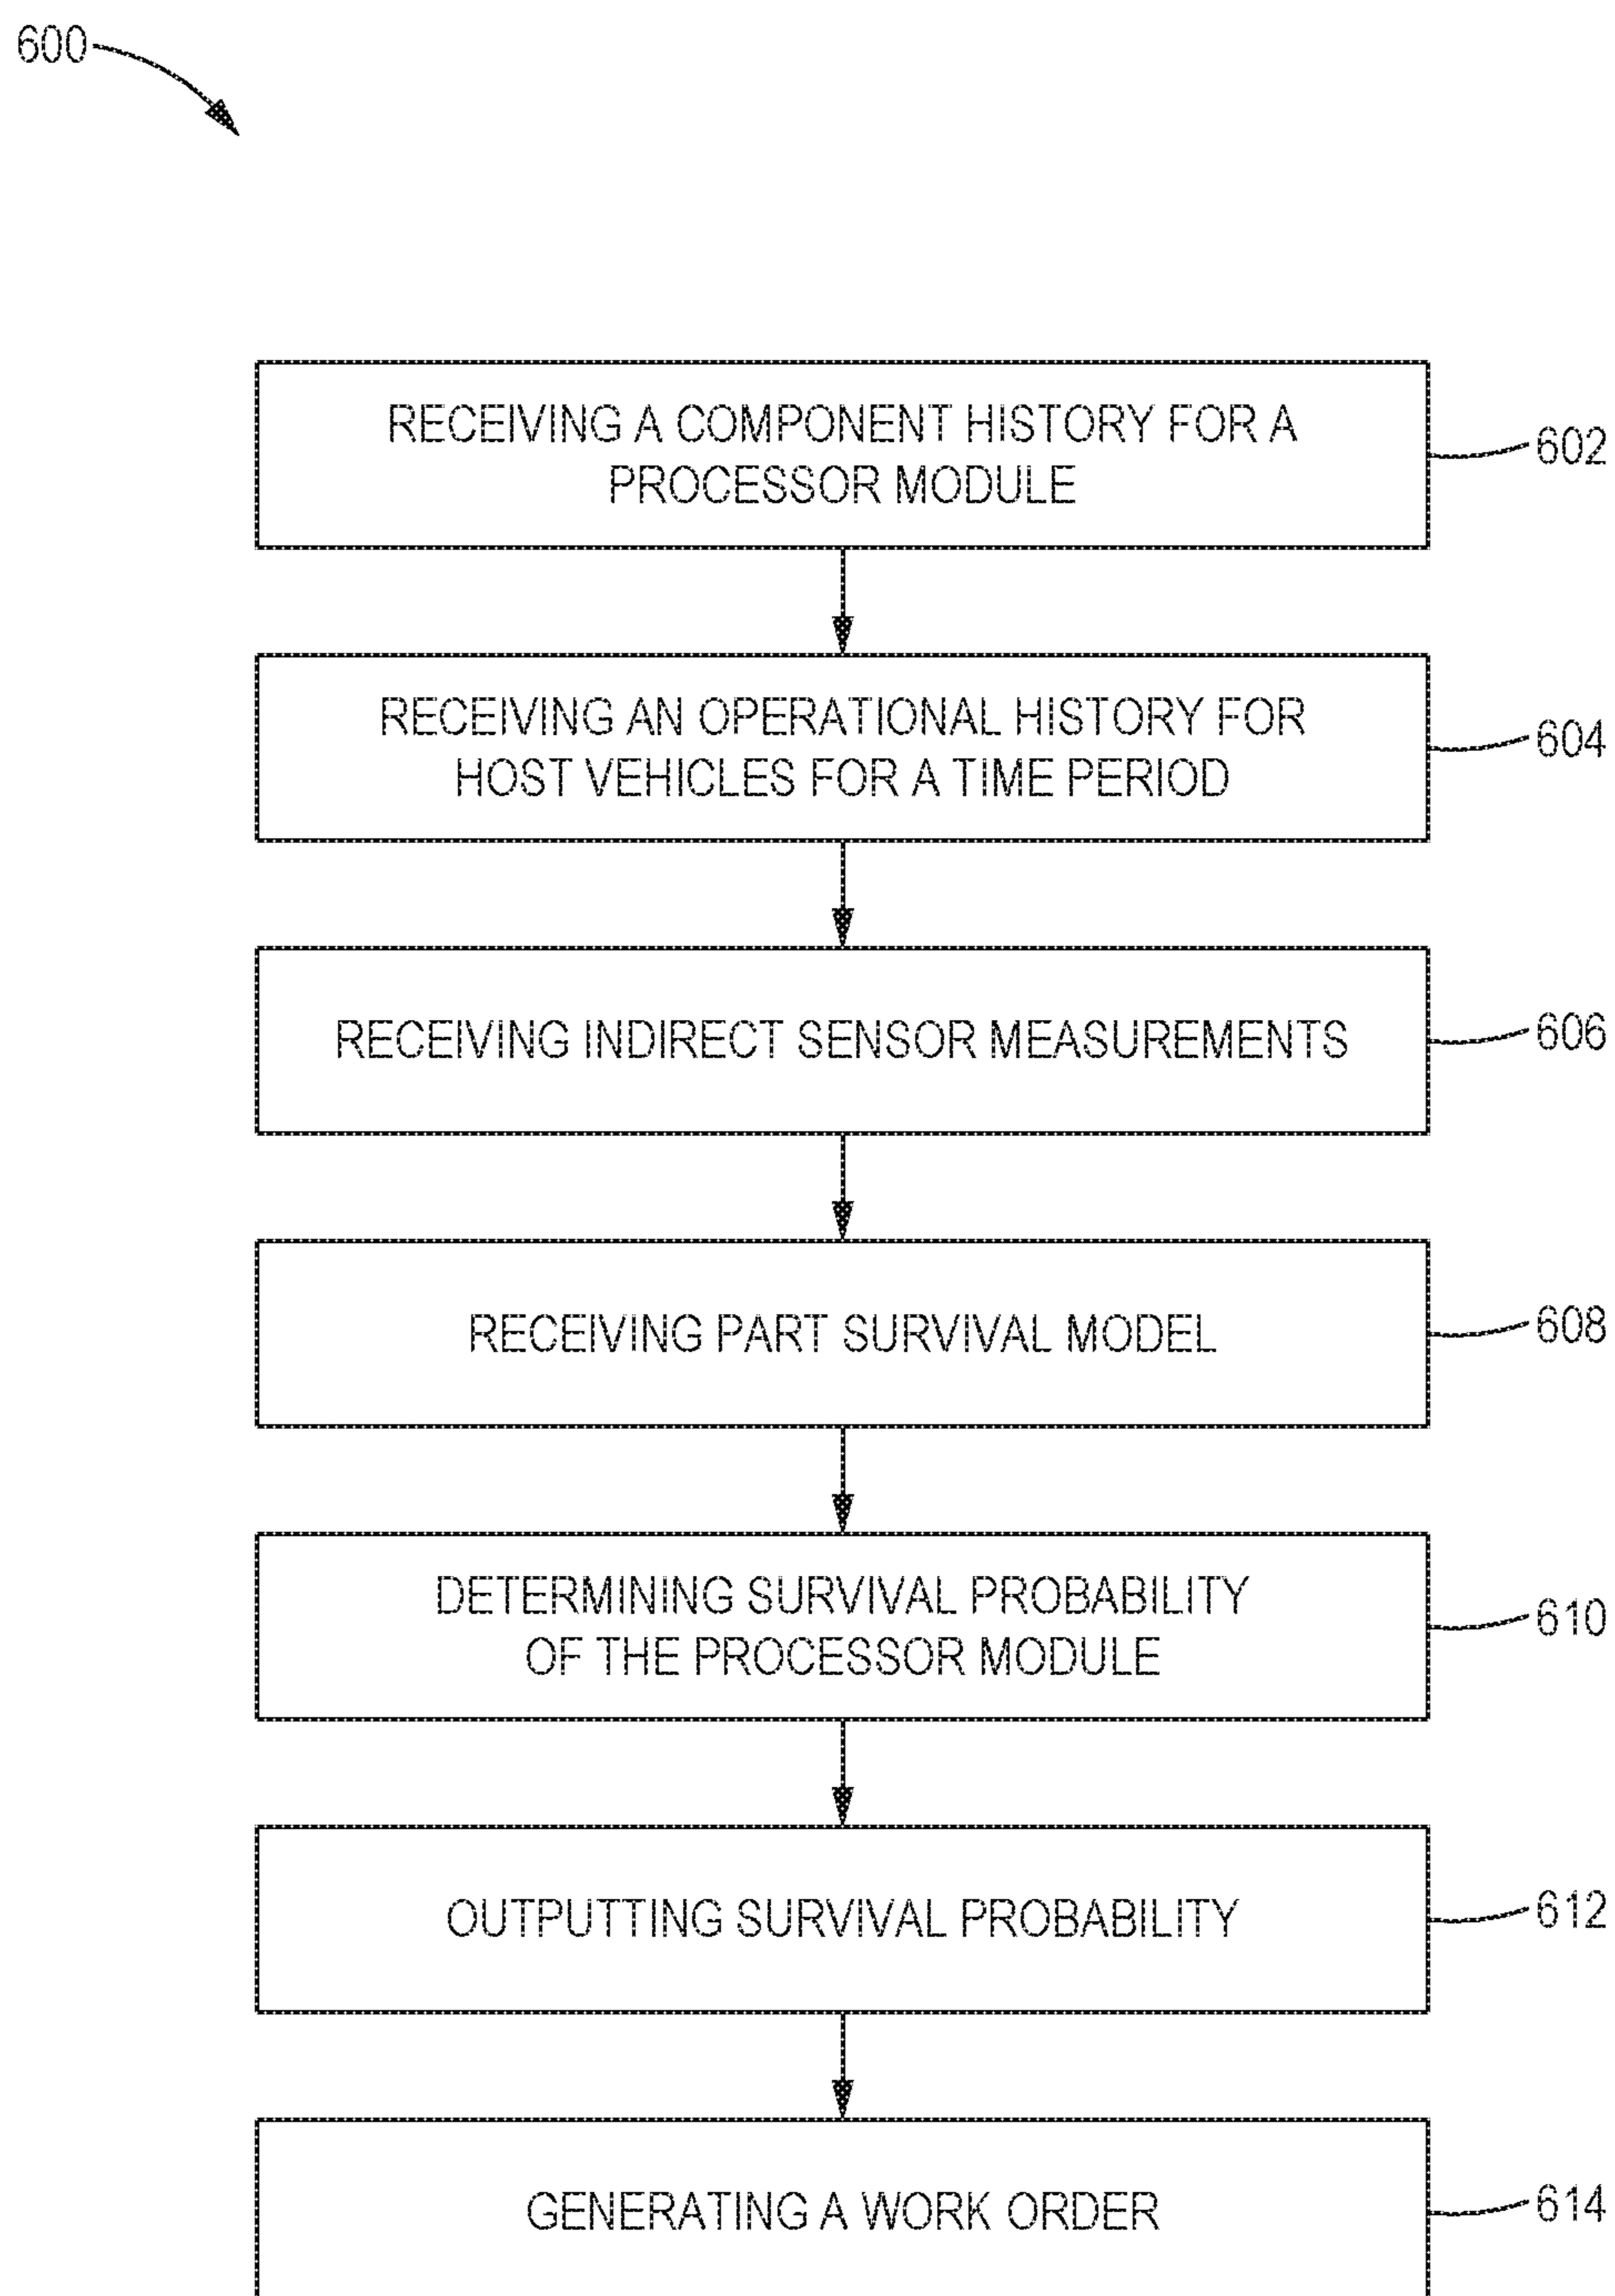 600
RECEIVING A COMPONENT HISTORY FOR A
PROCESSOR MODULE
602
RECEIVING AN OPERATIONAL HISTORY FOR
HOST VEHICLES FOR A TIME PERIOD
604
RECEIVING INDIRECT SENSOR MEASUREMENTS
606
RECEIVING PART SURVIVAL MODEL
608
DETERMINING SURVIVAL PROBABILITY
OF THE PROCESSOR MODULE
610
OUTPUTTING SURVIVAL PROBABILITY
612
GENERATING A WORK ORDER
614